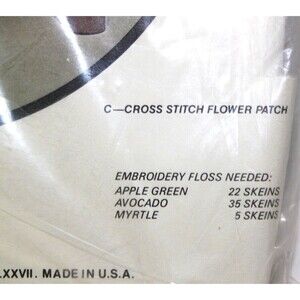 C—CROSS STITCH FLOWER PATCH
EMBROIDERY FLOSS NEEDED:
APPLE GREEN 22 SKEINS
AVOCADO 35 SKEINS
MYRTLE 5 SKEINS
LXXVII. MADE IN U.S.A.